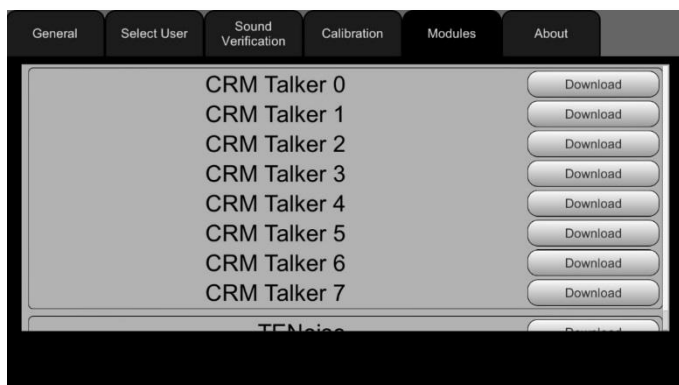 General Select User Sound Verification Calibration Modules About
CRM Talker 0 Download
CRM Talker 1 Download
CRM Talker 2 Download
CRM Talker 3 Download
CRM Talker 4 Download
CRM Talker 5 Download
CRM Talker 6 Download
CRM Talker 7 Download
TENoise Download